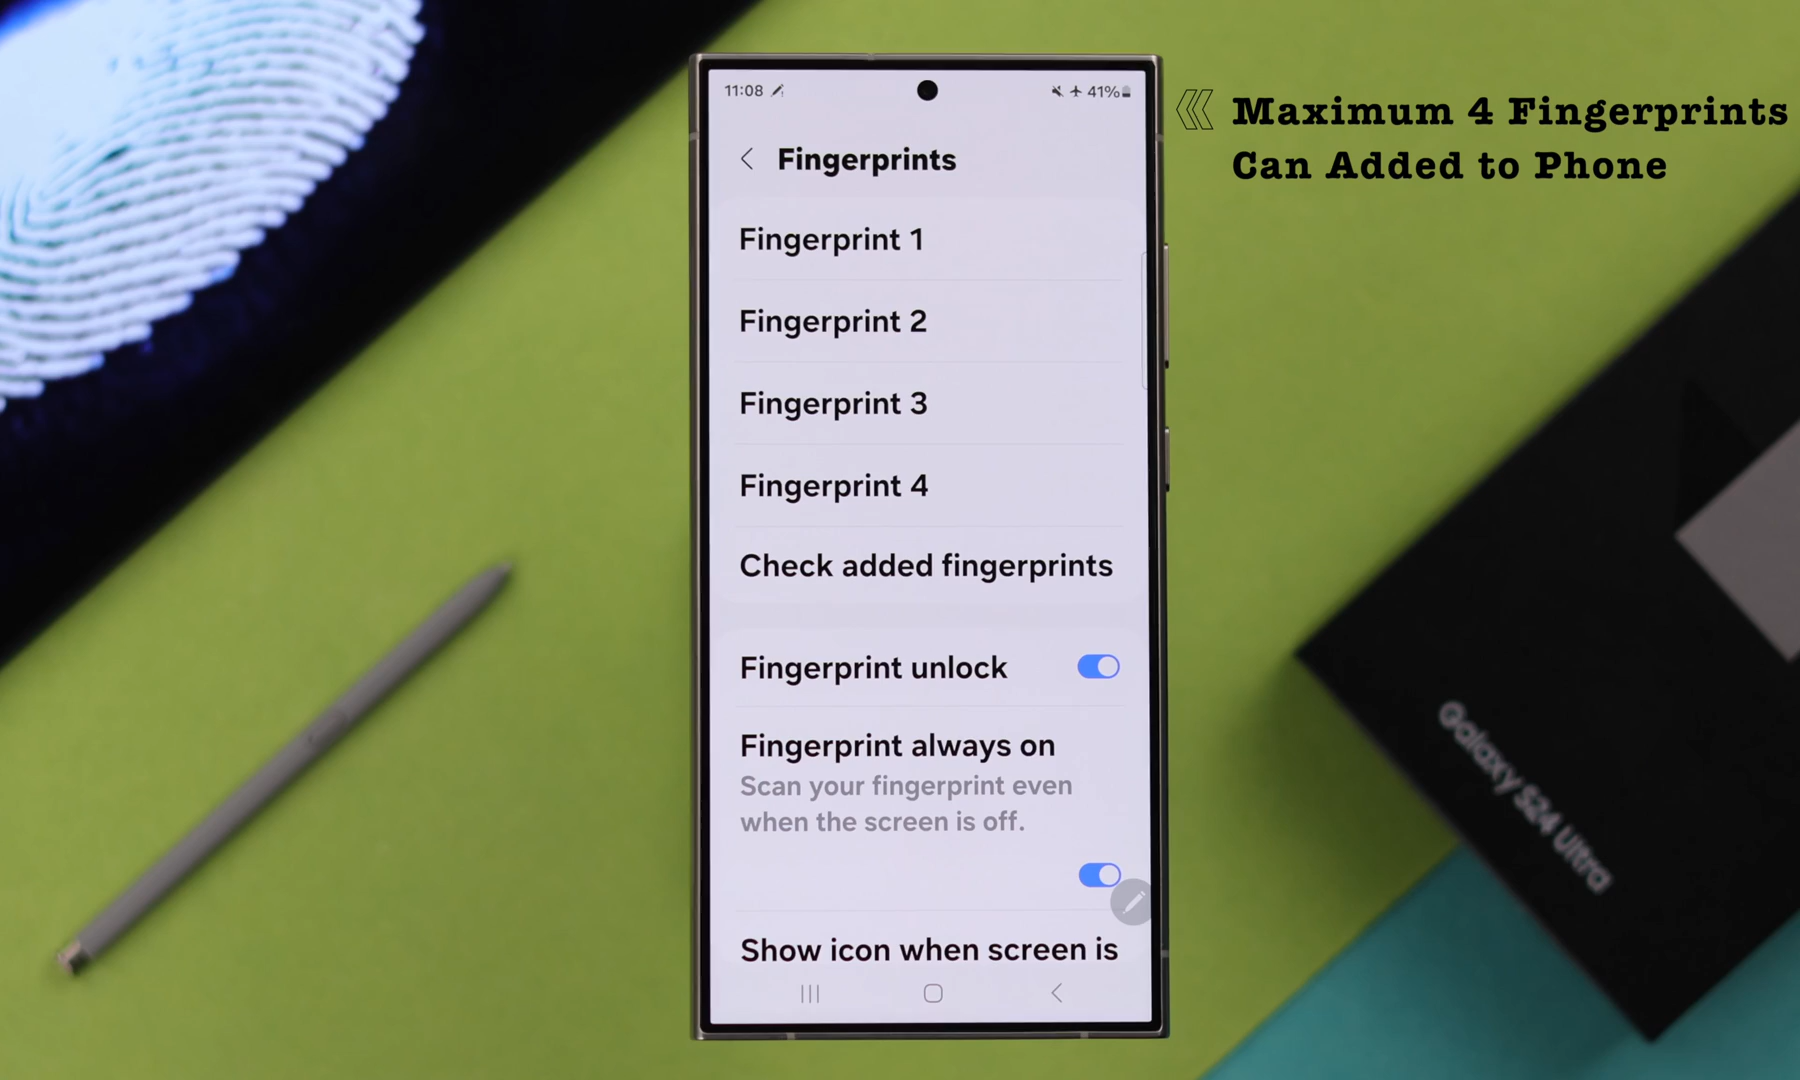 11:08
41%
Maximum 4 Fingerprints
Can Added to Phone
Fingerprints
Fingerprint 1
Fingerprint 2
Fingerprint 3
Fingerprint 4
Check added fingerprints
Fingerprint unlock
Fingerprint always on
Scan your fingerprint even
when the screen is off.
Show icon when screen is
Galaxy S24 Ultra